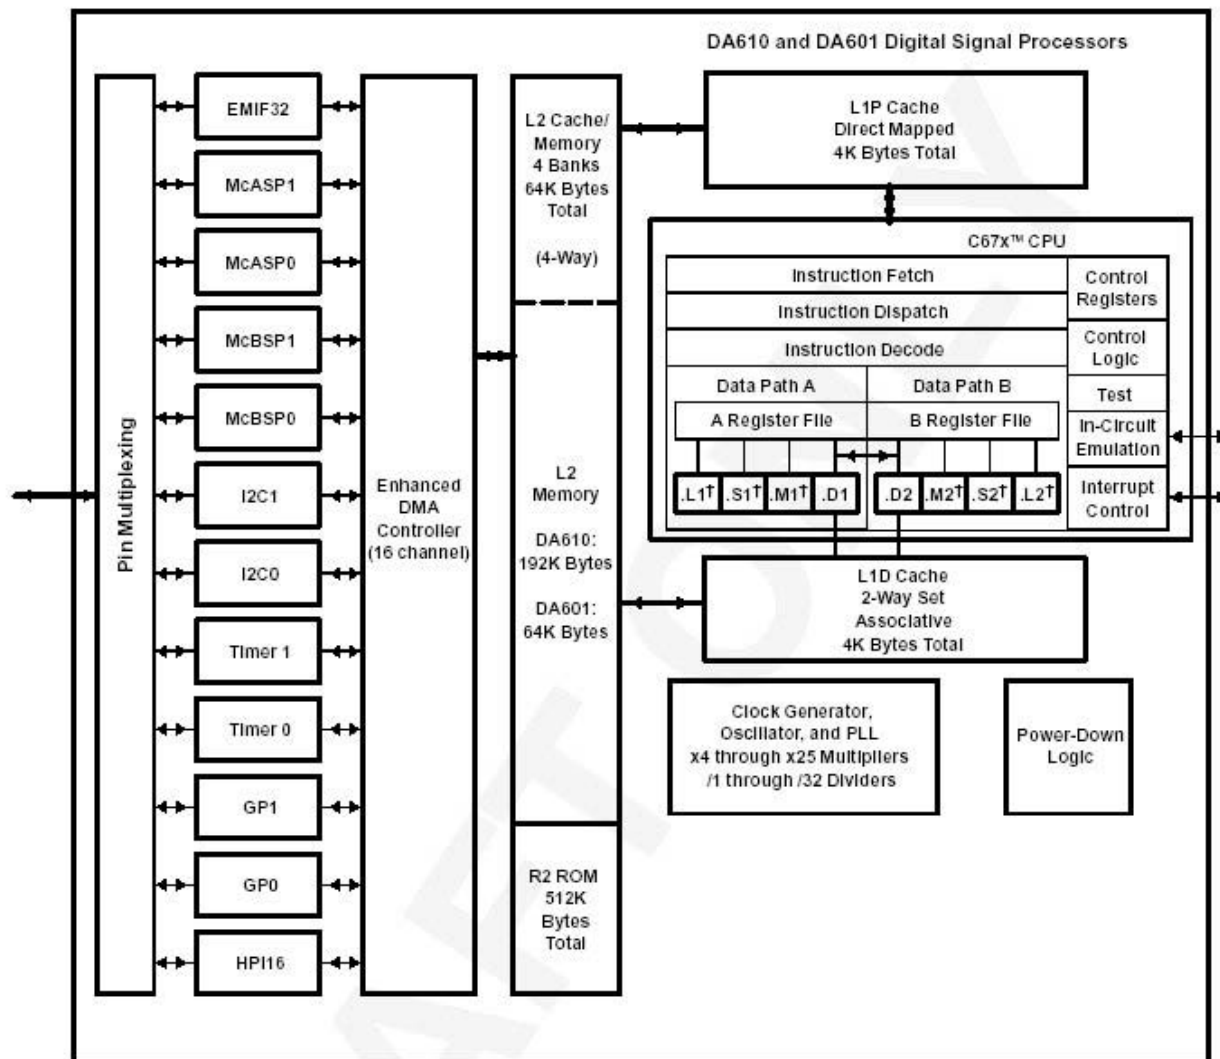 DA610 and DA601 Digital Signal Processors
Pin Multiplexing
EMIF32
McASP1
McASP0
McBSP1
McBSP0
I2C1
I2C0
Timer 1
Timer 0
GP1
GP0
HPI16
Enhanced
DMA
Controller
(16 channel)
L2 Cache/
Memory
4 Banks
64K Bytes
Total
(4-Way)
L2
Memory
DA610:
192K Bytes
DA601:
64K Bytes
R2 ROM
512K
Bytes
Total
L1P Cache
Direct Mapped
4K Bytes Total
C67x™ CPU
Instruction Fetch
Instruction Dispatch
Instruction Decode
Data Path A
Data Path B
A Register File
B Register File
.L1† .S1† .M1† .D1
.D2 .M2† .S2† .L2†
Control
Registers
Control
Logic
Test
In-Circuit
Emulation
Interrupt
Control
L1D Cache
2-Way Set
Associative
4K Bytes Total
Clock Generator,
Oscillator, and PLL
x4 through x25 Multipliers
/1 through /32 Dividers
Power-Down
Logic